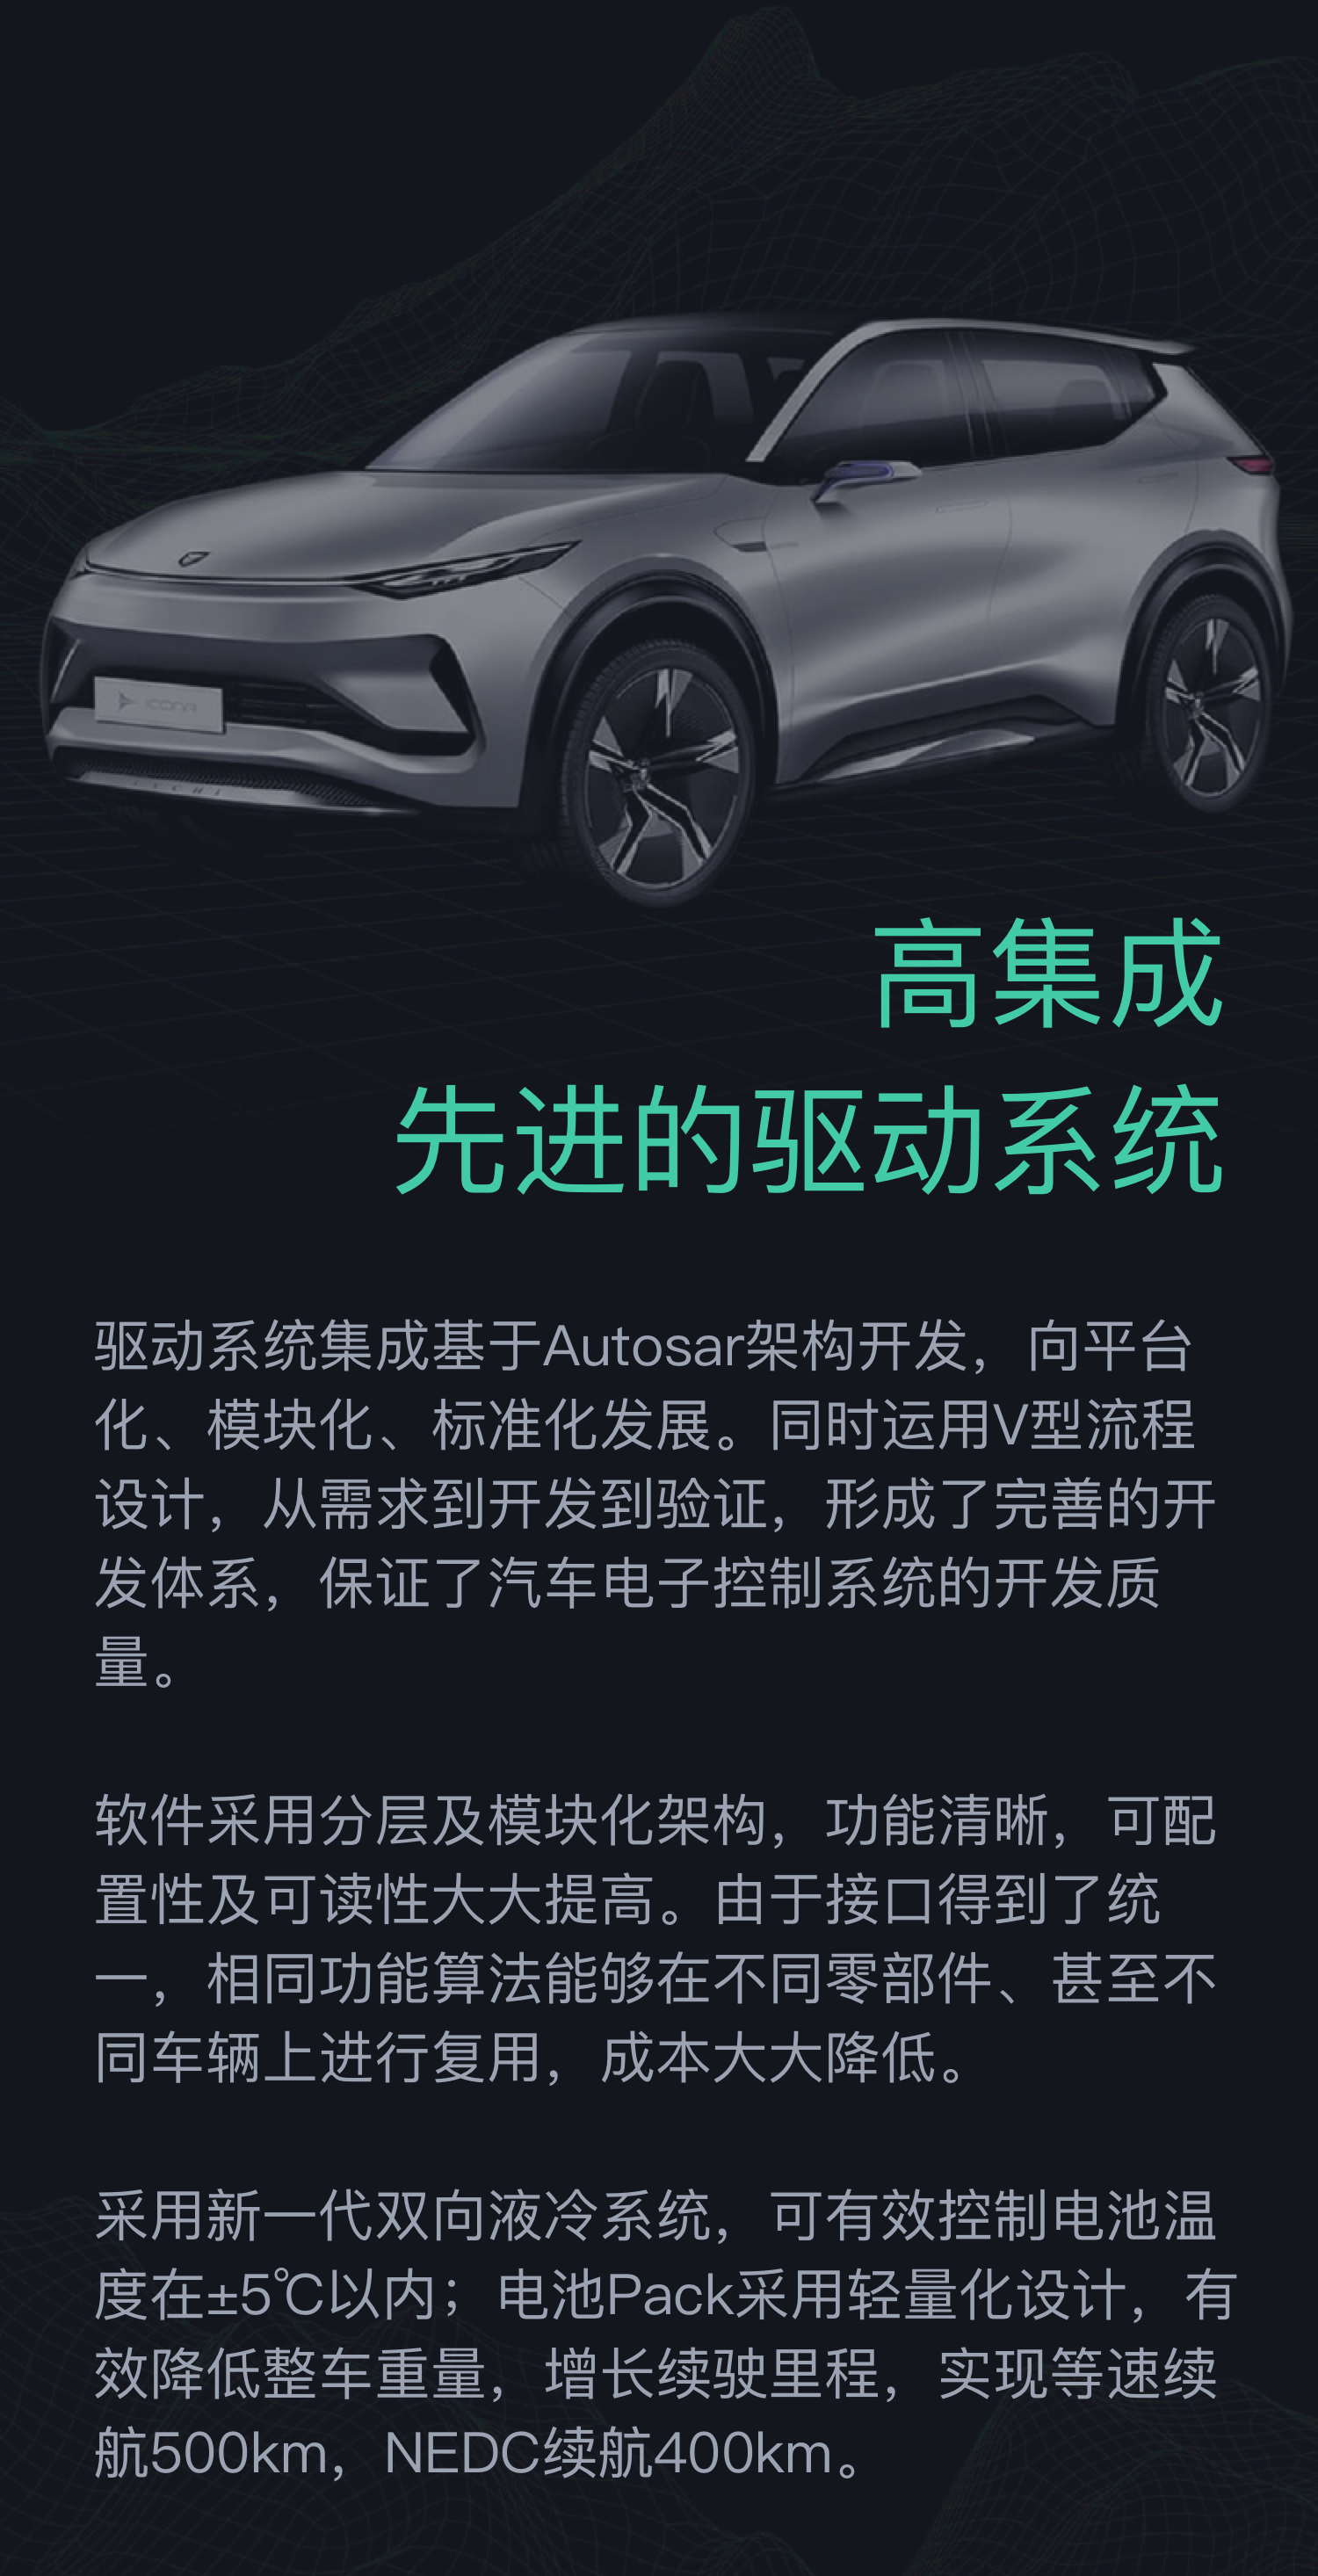 ICONA
高集成
先进的驱动系统
驱动系统集成基于Autosar架构开发，向平台
化、模块化、标准化发展。同时运用V型流程
设计，从需求到开发到验证，形成了完善的开
发体系，保证了汽车电子控制系统的开发质
量。
软件采用分层及模块化架构，功能清晰，可配
置性及可读性大大提高。由于接口得到了统
一，相同功能算法能够在不同零部件、甚至不
同车辆上进行复用，成本大大降低。
采用新一代双向液冷系统，可有效控制电池温
度在±5℃以内；电池Pack采用轻量化设计，有
效降低整车重量，增长续驶里程，实现等速续
航500km，NEDC续航400km。